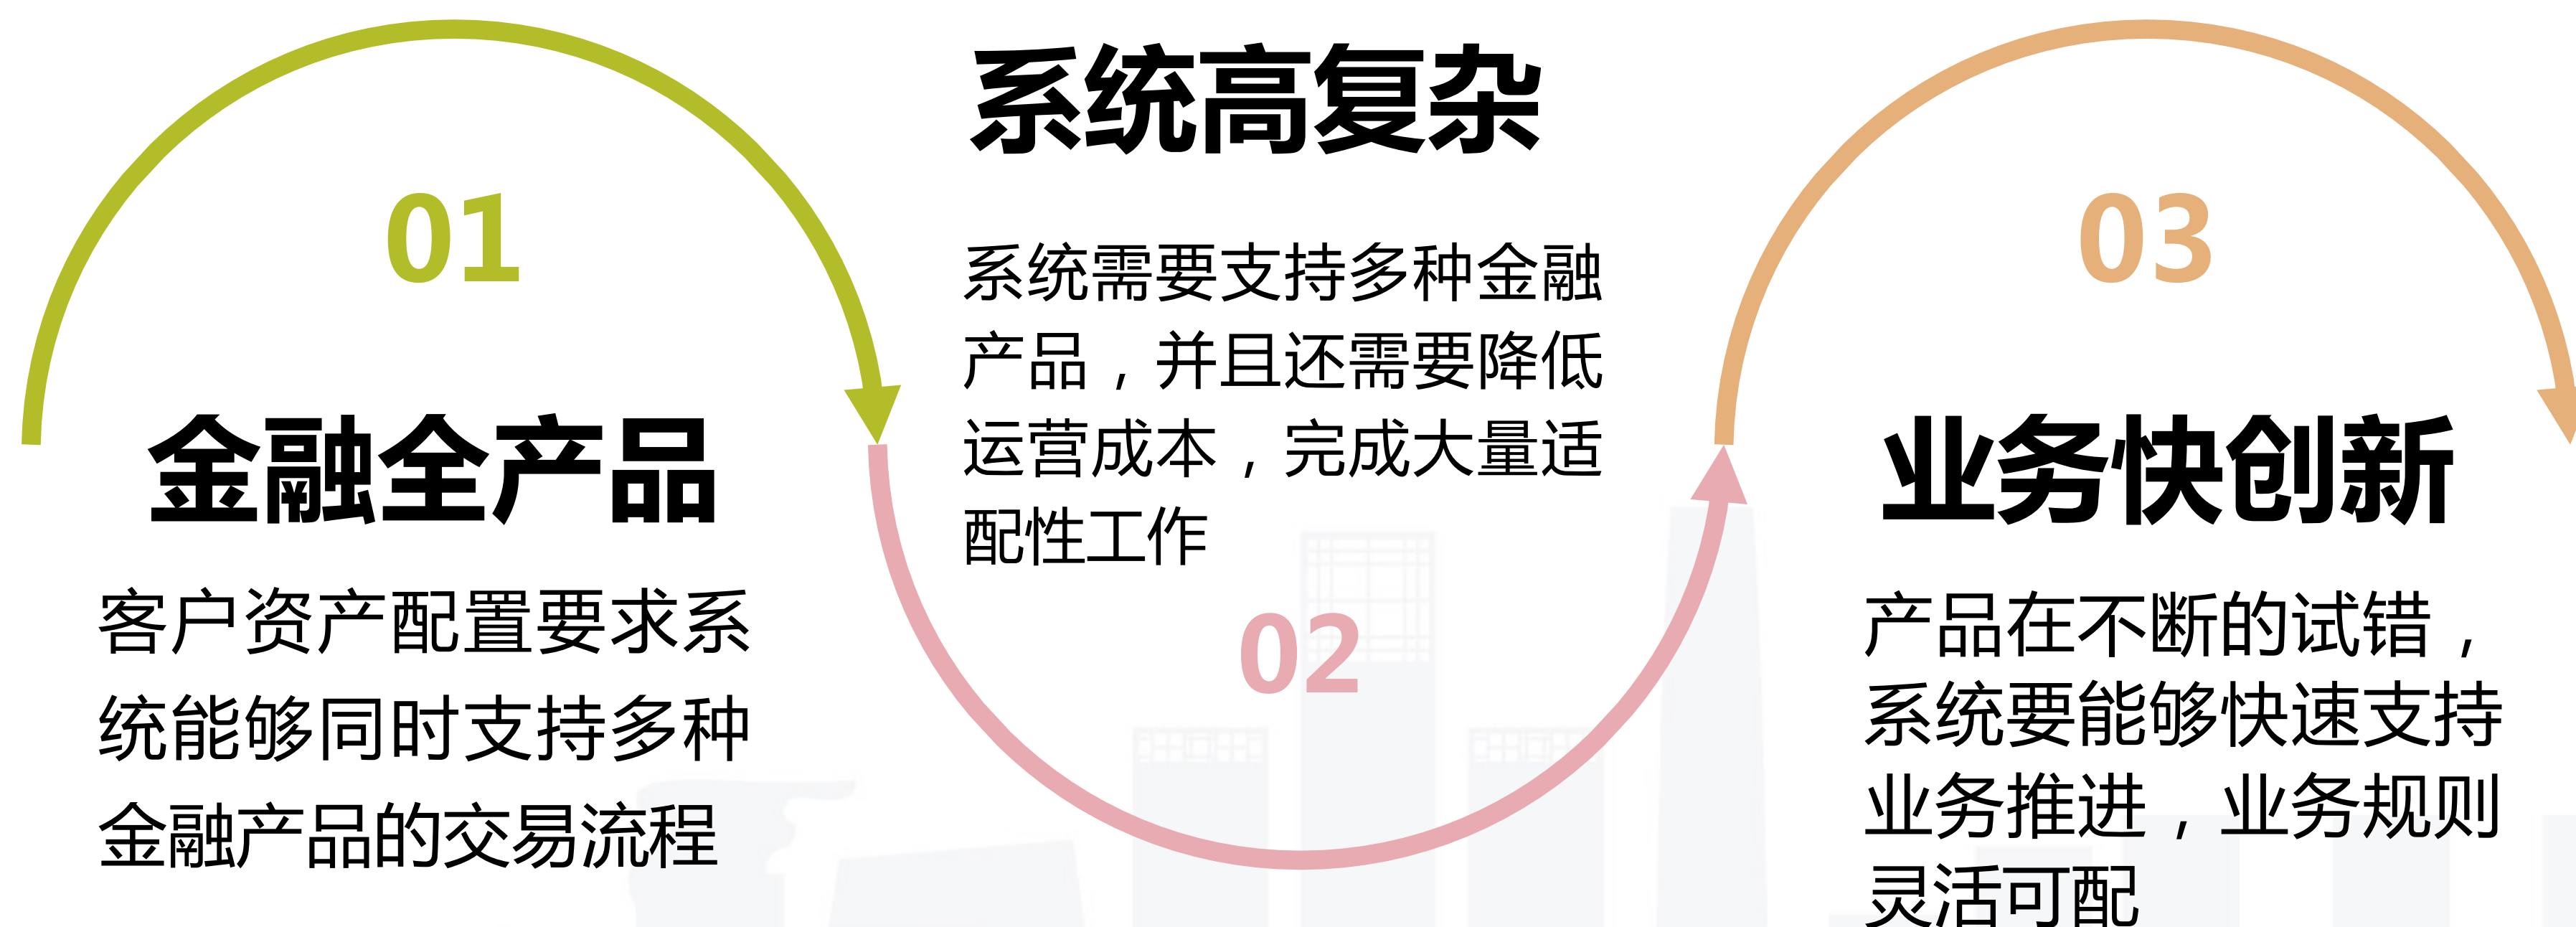 01
金融全产品
客户资产配置要求系
统能够同时支持多种
金融产品的交易流程
系统高复杂
系统需要支持多种金融
产品，并且还需要降低
运营成本，完成大量适
配性工作
02
03
业务快创新
产品在不断的试错，
系统要能够快速支持
业务推进，业务规则
灵活可配